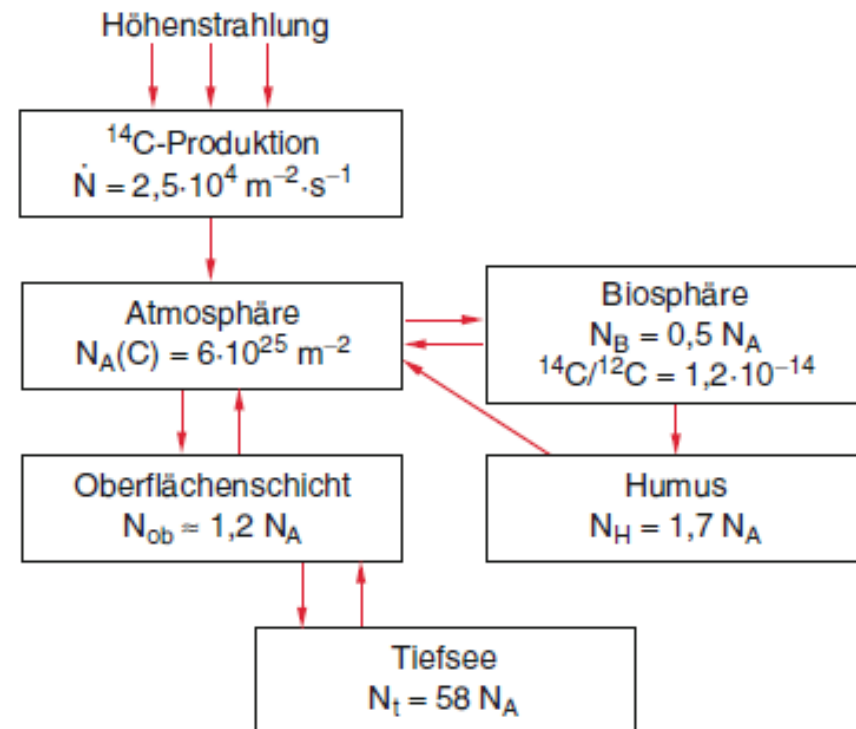 Höhenstrahlung
¹⁴C-Produktion
Ṅ = 2,5·10⁴ m⁻²·s⁻¹
Atmosphäre
N_A(C) = 6·10²⁵ m⁻²
Biosphäre
N_B = 0,5 N_A
¹⁴C/¹²C = 1,2·10⁻¹⁴
Oberflächenschicht
N_ob ≈ 1,2 N_A
Humus
N_H = 1,7 N_A
Tiefsee
N_t = 58 N_A